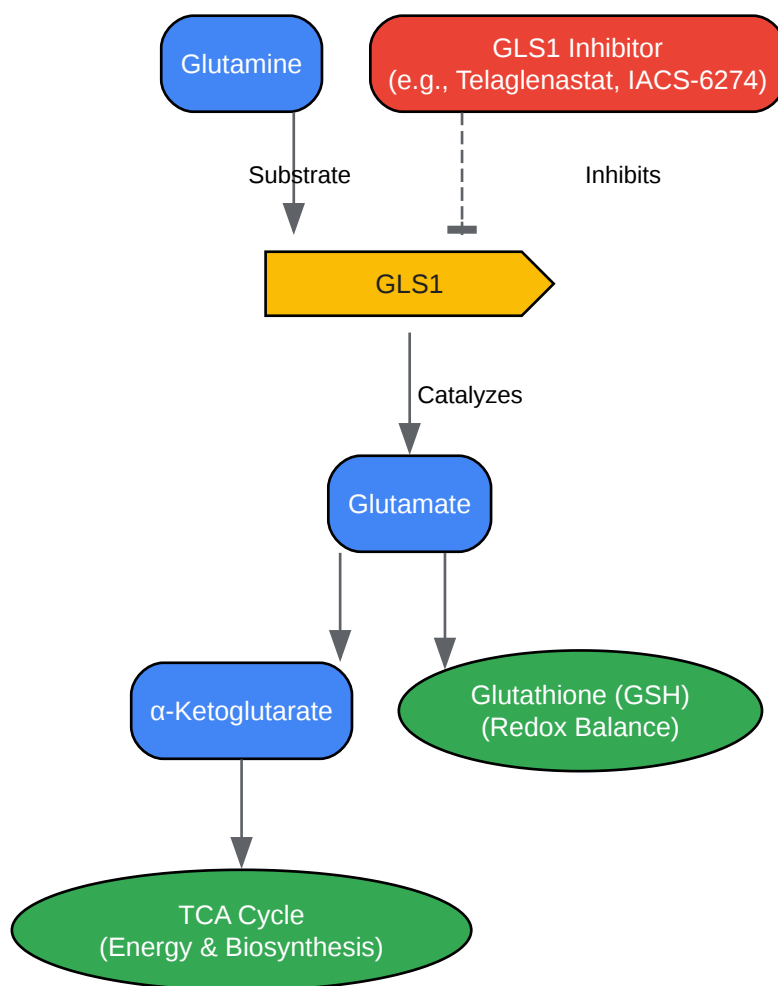 Glutamine
GLS1 Inhibitor
(e.g., Telaglenastat, IACS-6274)
Substrate
Inhibits
GLS1
Catalyzes
Glutamate
α-Ketoglutarate
Glutathione (GSH)
(Redox Balance)
TCA Cycle
(Energy & Biosynthesis)